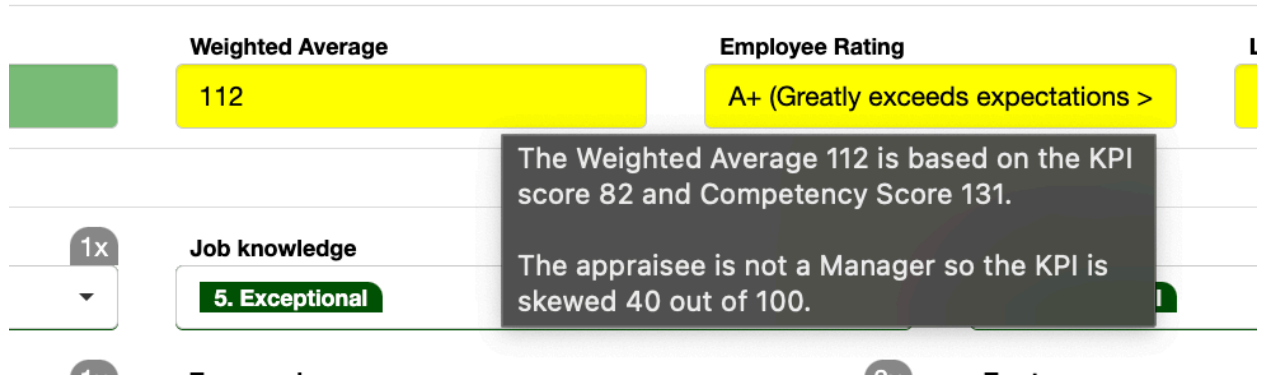 Weighted Average
Employee Rating
L
112
A+ (Greatly exceeds expectations >
The Weighted Average 112 is based on the KPI
score 82 and Competency Score 131.
The appraisee is not a Manager so the KPI is
skewed 40 out of 100.
1x
Job knowledge
5. Exceptional
l